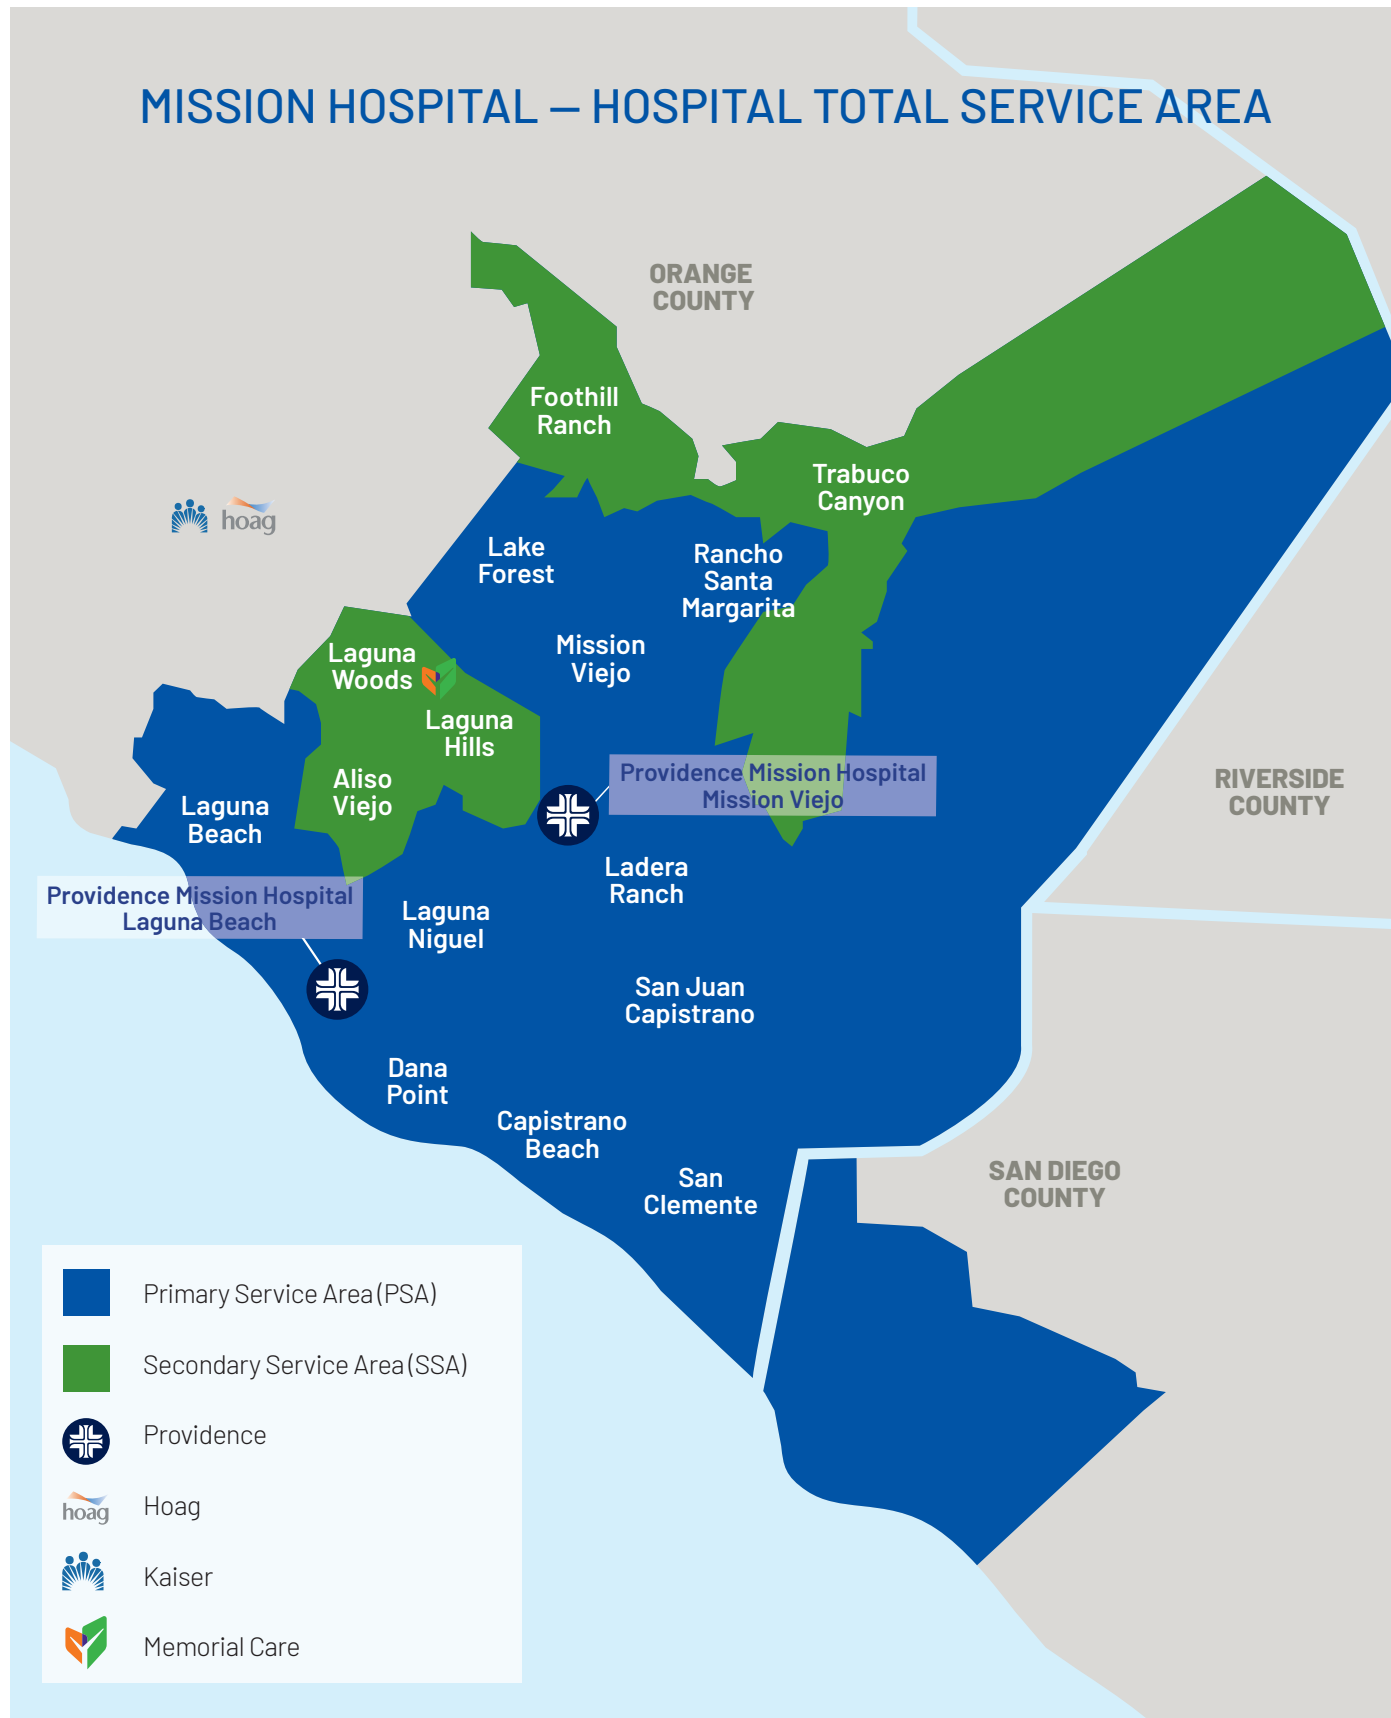 MISSION HOSPITAL — HOSPITAL TOTAL SERVICE AREA
ORANGE
COUNTY
Foothill
Ranch
Trabuco
Canyon
hoag
Lake
Forest
Rancho
Santa
Margarita
Mission
Viejo
Laguna
Woods
Laguna
Hills
Aliso
Viejo
Laguna
Beach
Providence Mission Hospital
Mission Viejo
RIVERSIDE
COUNTY
Ladera
Ranch
Providence Mission Hospital
Laguna Beach
Laguna
Niguel
San Juan
Capistrano
Dana
Point
Capistrano
Beach
San
Clemente
SAN DIEGO
COUNTY
Primary Service Area (PSA)
Secondary Service Area (SSA)
Providence
hoag
Hoag
Kaiser
Memorial Care